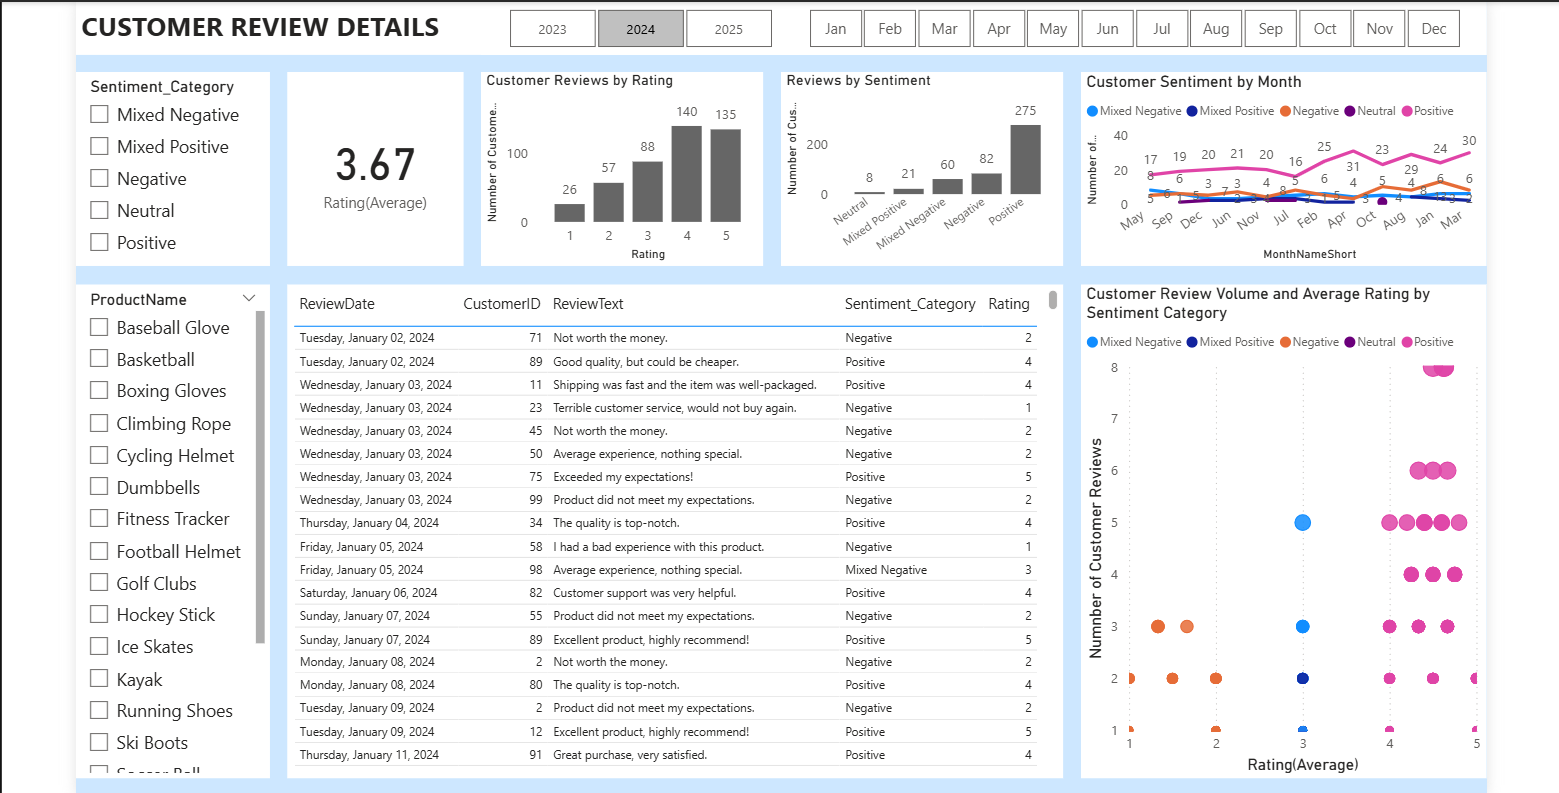 CUSTOMER REVIEW DETAILS
2023 2024 2025
Jan Feb Mar Apr May Jun Jul Aug Sep Oct Nov Dec
Sentiment_Category
Mixed Negative
Mixed Positive
Negative
Neutral
Positive
3.67
Rating(Average)
Customer Reviews by Rating
Numnber of Custome...
100
0
26 57 88 140 135
1 2 3 4 5
Rating
Reviews by Sentiment
Numnber of Cus...
200
0
8 21 60 82 275
Neutral
Mixed Positive
Mixed Negative
Negative
Positive
Customer Sentiment by Month
Mixed Negative Mixed Positive Negative Neutral Positive
Numnber of...
40
20
0
17 19 20 21 20 16 25 31 23 29 24 30
May Sep Dec Jun Nov Jul Feb Apr Oct Aug Jan Mar
MonthNameShort
ProductName
Baseball Glove
Basketball
Boxing Gloves
Climbing Rope
Cycling Helmet
Dumbbells
Fitness Tracker
Football Helmet
Golf Clubs
Hockey Stick
Ice Skates
Kayak
Running Shoes
Ski Boots
ReviewDate CustomerID ReviewText Sentiment_Category Rating
Tuesday, January 02, 2024 71 Not worth the money. Negative 2
Tuesday, January 02, 2024 89 Good quality, but could be cheaper. Positive 4
Wednesday, January 03, 2024 11 Shipping was fast and the item was well-packaged. Positive 4
Wednesday, January 03, 2024 23 Terrible customer service, would not buy again. Negative 1
Wednesday, January 03, 2024 45 Not worth the money. Negative 2
Wednesday, January 03, 2024 50 Average experience, nothing special. Negative 2
Wednesday, January 03, 2024 75 Exceeded my expectations! Positive 5
Wednesday, January 03, 2024 99 Product did not meet my expectations. Negative 2
Thursday, January 04, 2024 34 The quality is top-notch. Positive 4
Friday, January 05, 2024 58 I had a bad experience with this product. Negative 1
Friday, January 05, 2024 98 Average experience, nothing special. Mixed Negative 3
Saturday, January 06, 2024 82 Customer support was very helpful. Positive 4
Sunday, January 07, 2024 55 Product did not meet my expectations. Negative 2
Sunday, January 07, 2024 89 Excellent product, highly recommend! Positive 5
Monday, January 08, 2024 2 Not worth the money. Negative 2
Monday, January 08, 2024 80 The quality is top-notch. Positive 4
Tuesday, January 09, 2024 2 Product did not meet my expectations. Negative 2
Tuesday, January 09, 2024 12 Excellent product, highly recommend! Positive 5
Thursday, January 11, 2024 91 Great purchase, very satisfied. Positive 4
Customer Review Volume and Average Rating by
Sentiment Category
Mixed Negative Mixed Positive Negative Neutral Positive
Numnber of Customer Reviews
8
7
6
5
4
3
2
1
1 2 3 4 5
Rating(Average)